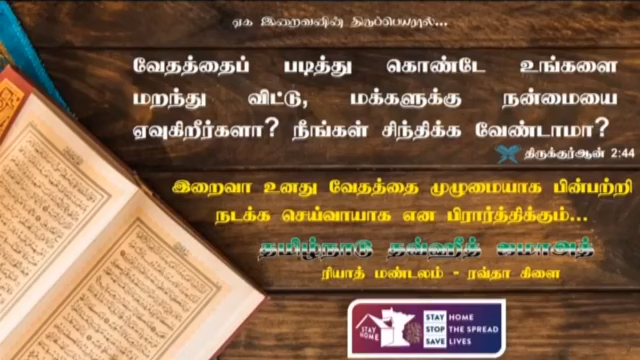 ஏக இறைவனின் திருப்பெயரால்...
வேதத்தைப் படித்து கொண்டே உங்களை
மறந்து விட்டு, மக்களுக்கு நன்மையை
ஏவுகிறீர்களா? நீங்கள் சிந்திக்க வேண்டாமா?
திருக்குர்ஆன் 2:44
இறைவா உனது வேதத்தை முழுமையாக பின்பற்றி
நடக்க செய்வாயாக என பிரார்த்திக்கும்...
தமிழ்நாடு தவ்ஹீத் ஜமாஅத்
ரியாத் மண்டலம் - ரவ்தா கிளை
STAY HOME
STAY HOME
STOP THE SPREAD
SAVE LIVES